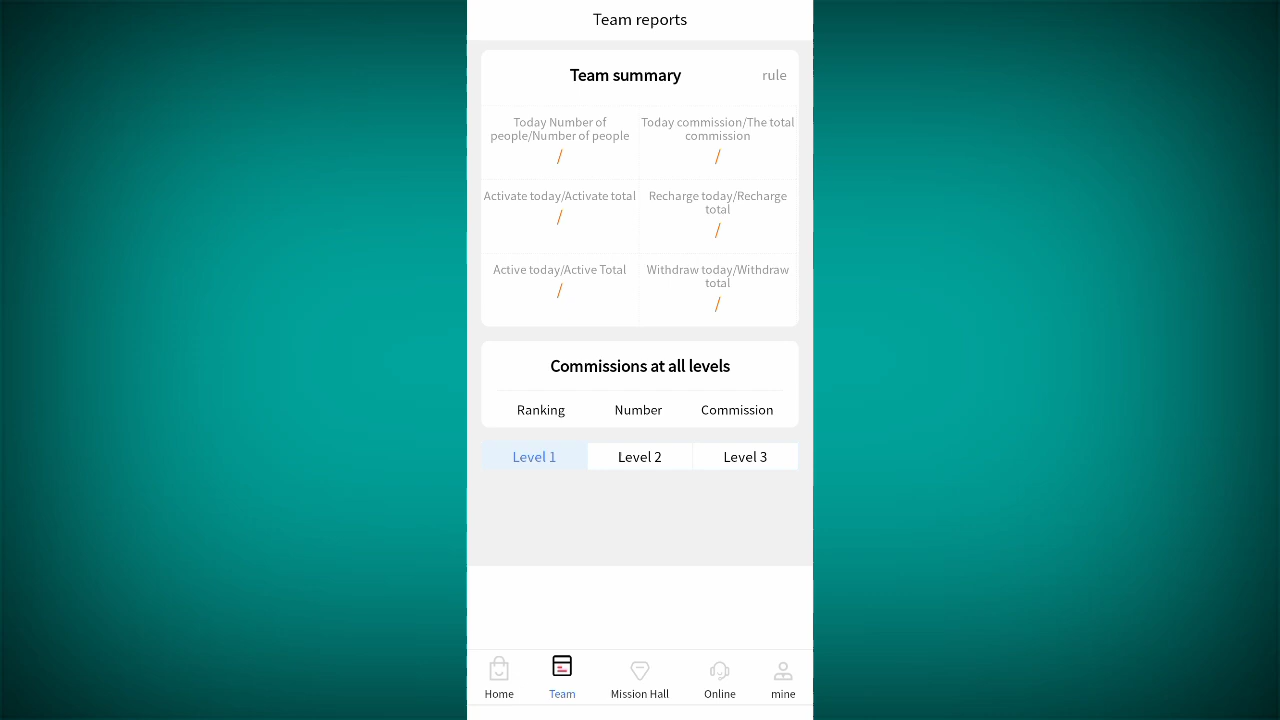 Team reports
Team summary
rule
Today Number of
people/Number of people
/
Today commission/The total
commission
/
Activate today/Activate total
/
Recharge today/Recharge
total
/
Active today/Active Total
/
Withdraw today/Withdraw
total
/
Commissions at all levels
Ranking Number Commission
Level 1 Level 2 Level 3
Home Team Mission Hall Online mine